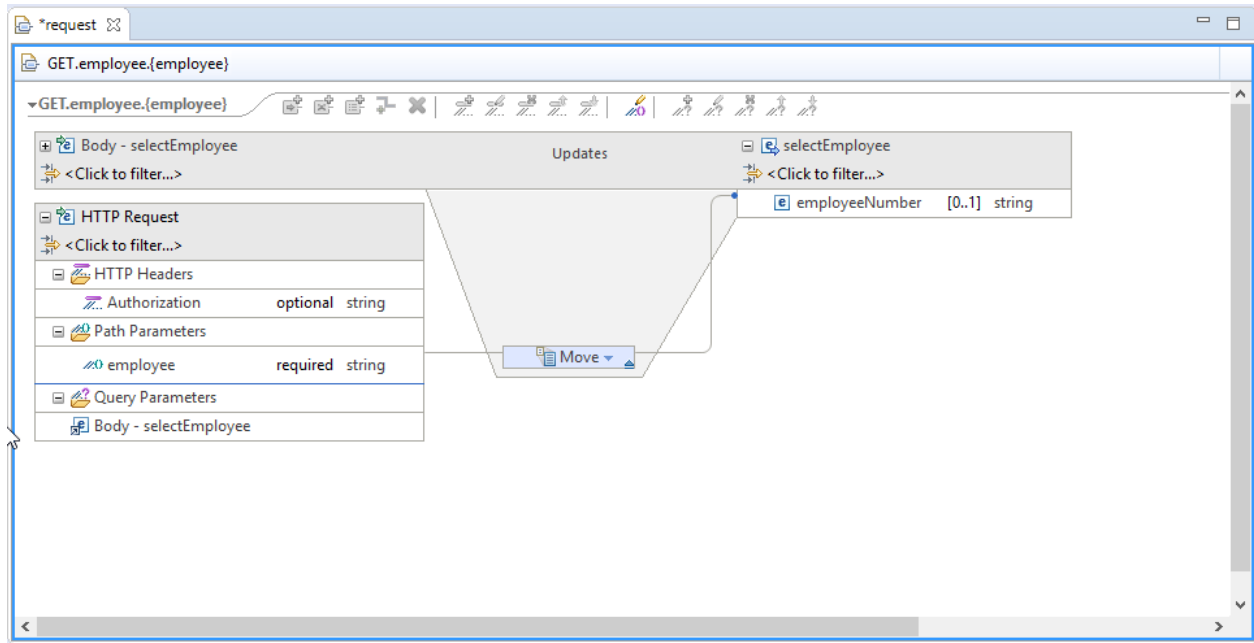 *request
GET.employee.{employee}
GET.employee.{employee}
Body - selectEmployee
<Click to filter...>
Updates
selectEmployee
<Click to filter...>
employeeNumber [0..1] string
HTTP Request
<Click to filter...>
HTTP Headers
Authorization optional string
Path Parameters
employee required string
Move
Query Parameters
Body - selectEmployee